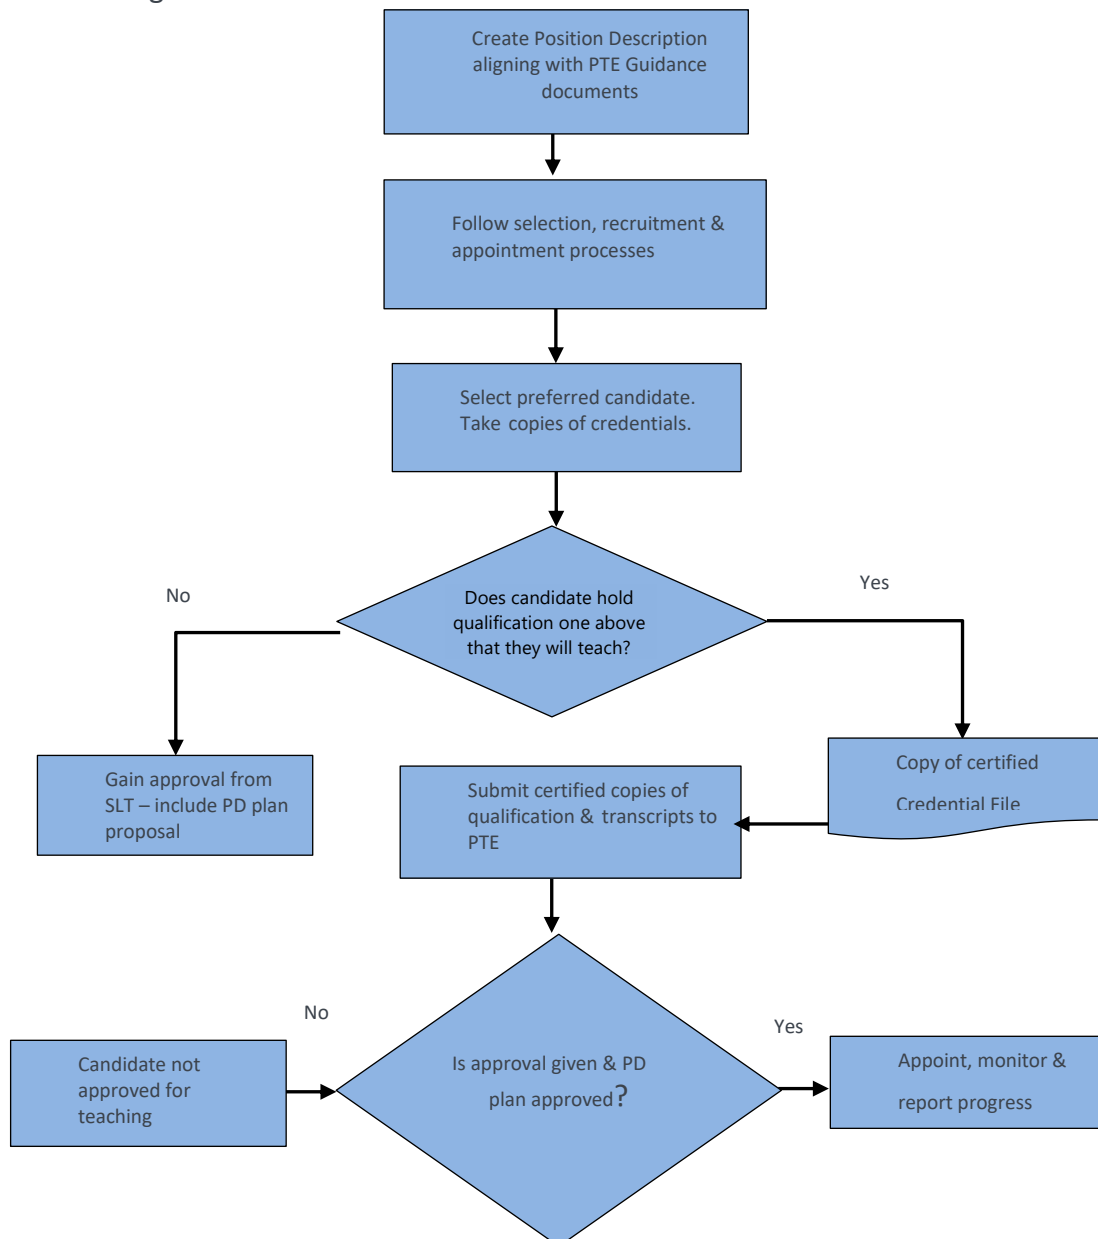 Create Position Description
aligning with PTE Guidance
documents
Follow selection, recruitment &
appointment processes
Select preferred candidate.
Take copies of credentials.
Does candidate hold
qualification one above
that they will teach?
No
Yes
Gain approval from
SLT – include PD plan
proposal
Submit certified copies of
qualification & transcripts to
PTE
Copy of certified
Credential File
No
Yes
Candidate not
approved for
teaching
Is approval given & PD
plan approved?
Appoint, monitor &
report progress